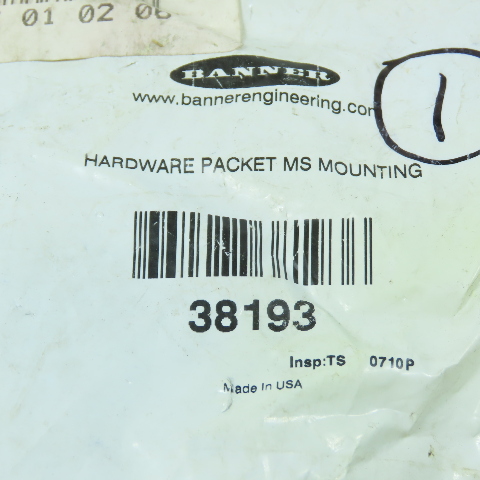 01 02 06
BANNER
www.bannerengineering.com
1
HARDWARE PACKET MS MOUNTING
38193
Insp:TS 0710P
Made In USA